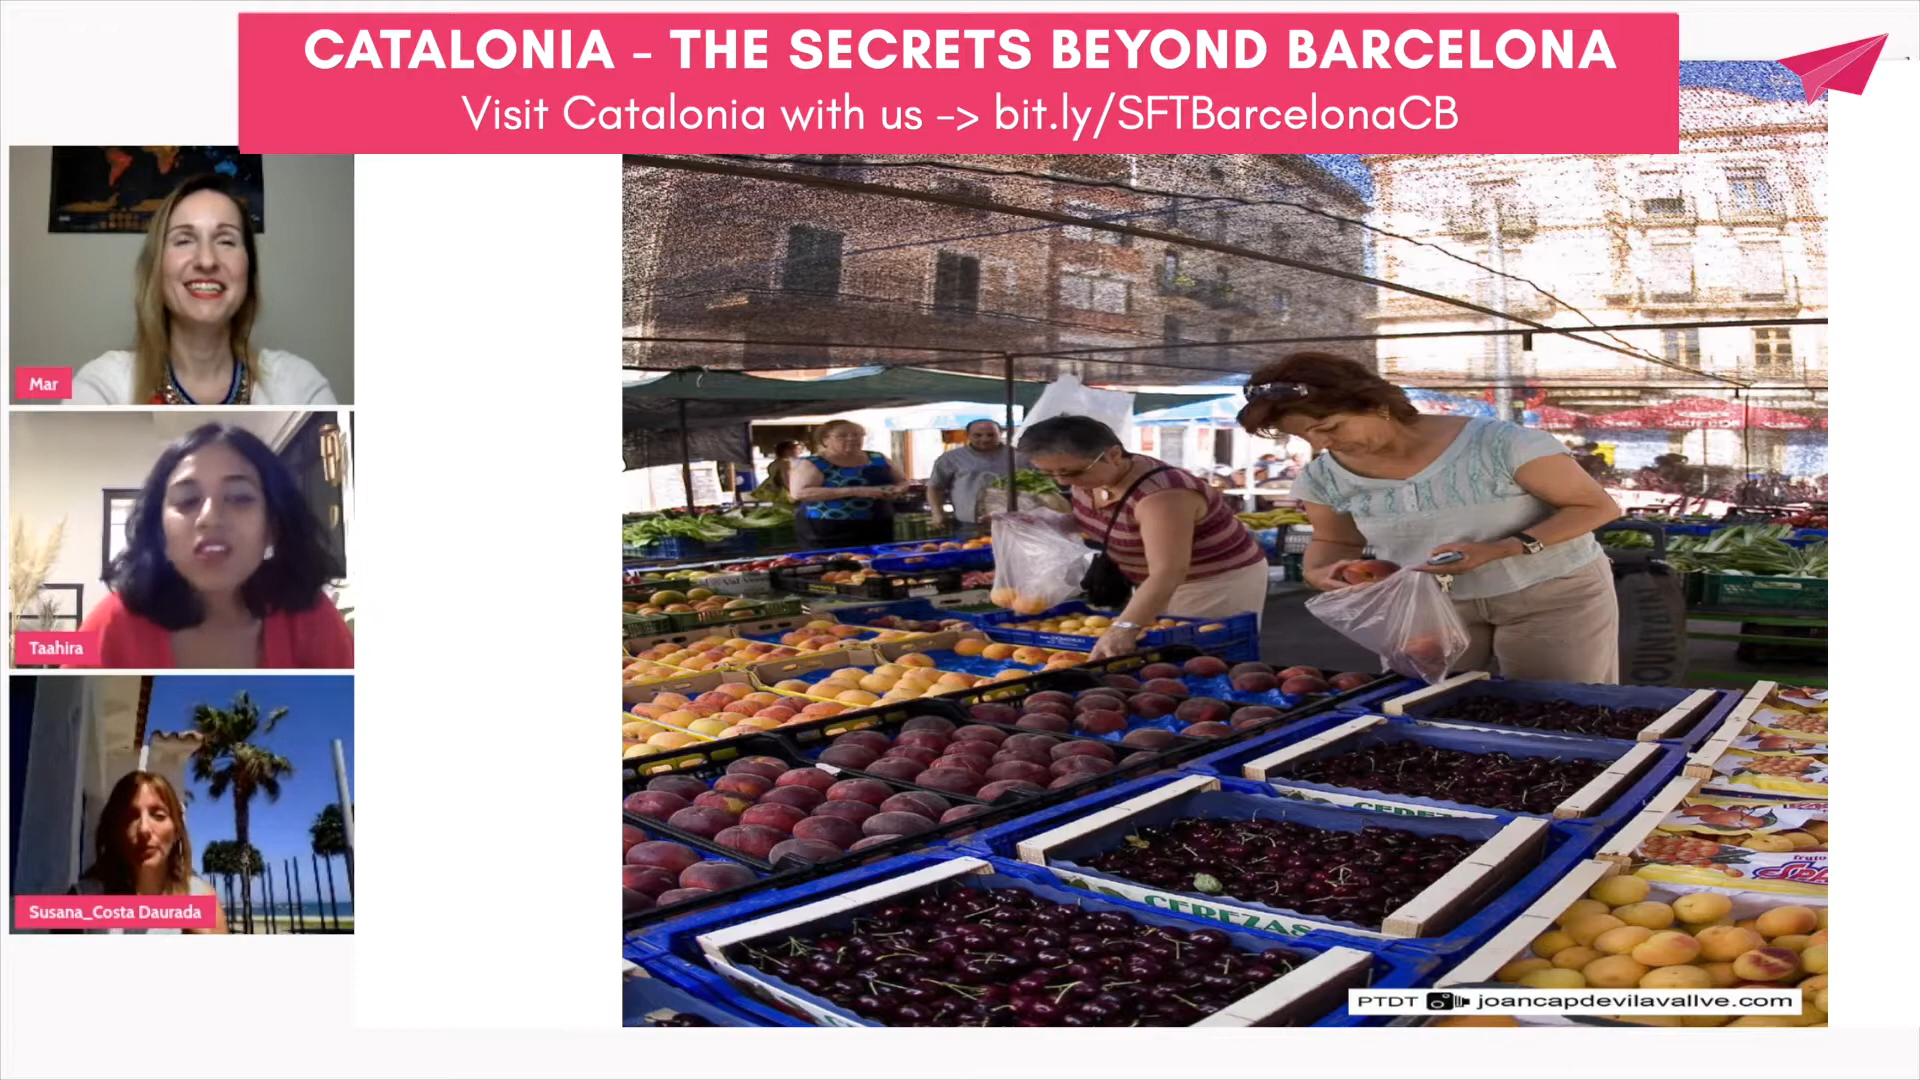 CATALONIA - THE SECRETS BEYOND BARCELONA
Visit Catalonia with us -> bit.ly/SFTBarcelonaCB
Mar
Taahira
Susana_Costa Daurada
CEREZAS
PTDT joancapdevilavallve.com